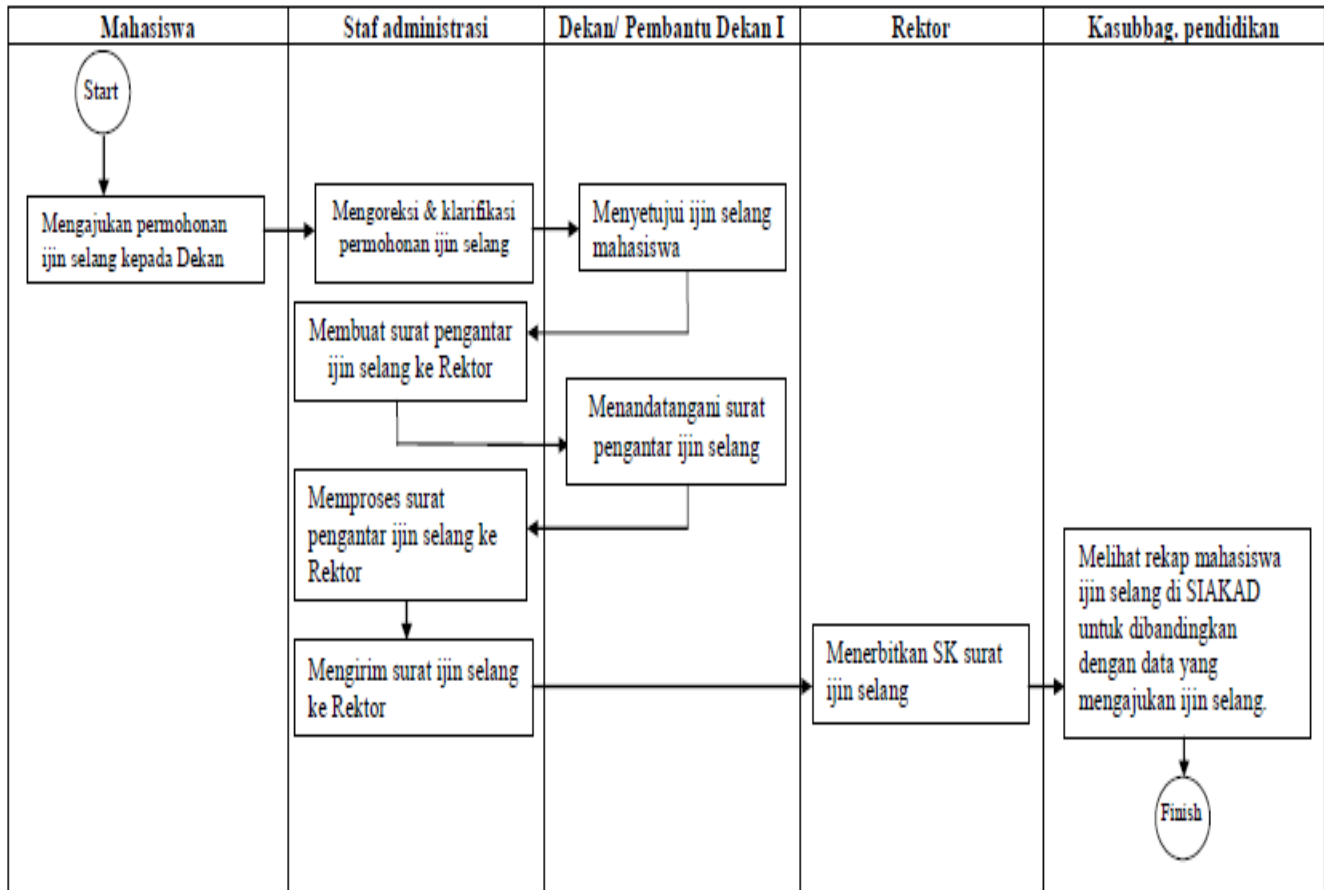 Mahasiswa
Staf administrasi
Dekan/ Pembantu Dekan I
Rektor
Kasubbag. pendidikan
Start
Mengajukan permohonan
ijin selang kepada Dekan
Mengoreksi & klarifikasi
permohonan ijin selang
Menyetujui ijin selang
mahasiswa
Membuat surat pengantar
ijin selang ke Rektor
Menandatangani surat
pengantar ijin selang
Memproses surat
pengantar ijin selang ke
Rektor
Mengirim surat ijin selang
ke Rektor
Menerbitkan SK surat
ijin selang
Melihat rekap mahasiswa
ijin selang di SIAKAD
untuk dibandingkan
dengan data yang
mengajukan ijin selang.
Finish